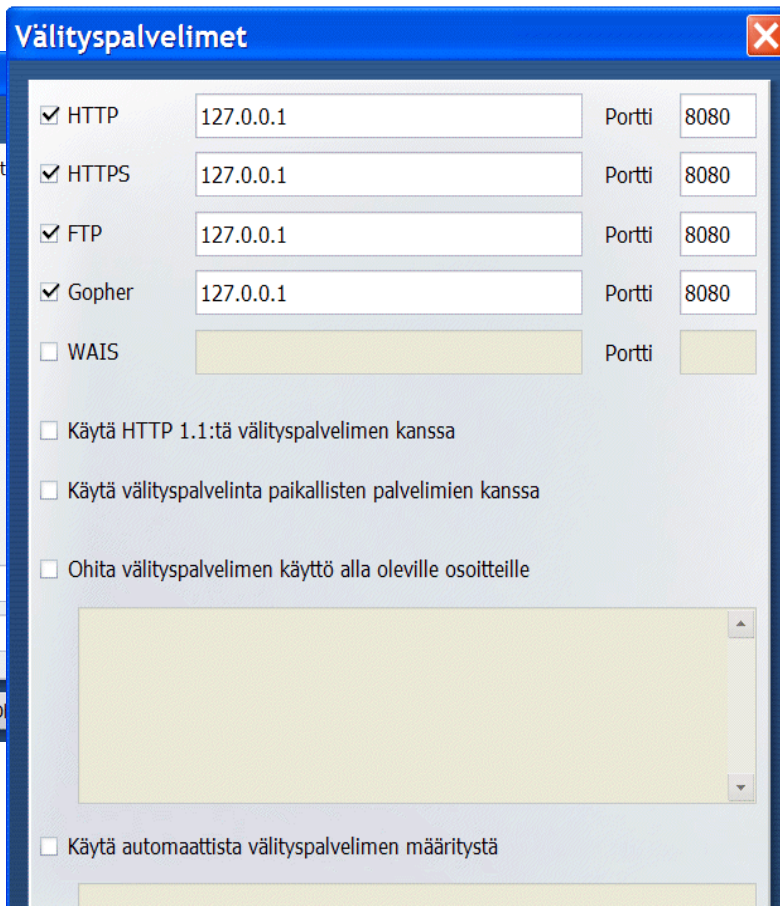 Välityspalvelimet
HTTP 127.0.0.1 Portti 8080
HTTPS 127.0.0.1 Portti 8080
FTP 127.0.0.1 Portti 8080
Gopher 127.0.0.1 Portti 8080
WAIS Portti
Käytä HTTP 1.1:tä välityspalvelimen kanssa
Käytä välityspalvelinta paikallisten palvelimien kanssa
Ohita välityspalvelimen käyttö alla oleville osoitteille
Käytä automaattista välityspalvelimen määritystä